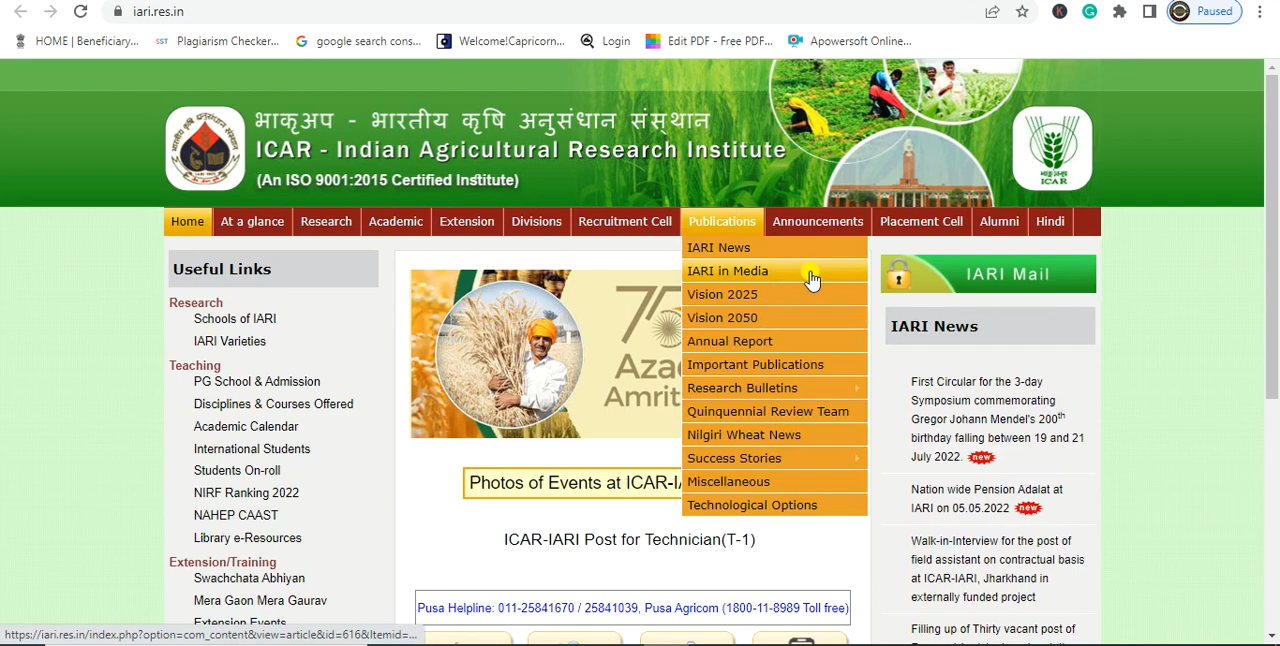 iari.res.in
Paused
HOME | Beneficiary...
SST Plagiarism Checker...
google search cons...
Welcome!Capricorn...
Login
Edit PDF - Free PDF...
Apowersoft Online...
भाकृअप - भारतीय कृषि अनुसंधान संस्थान
ICAR - Indian Agricultural Research Institute
(An ISO 9001:2015 Certified Institute)
ICAR
Home At a glance Research Academic Extension Divisions Recruitment Cell Publications Announcements Placement Cell Alumni Hindi
Useful Links
Research
Schools of IARI
IARI Varieties
Teaching
PG School & Admission
Disciplines & Courses Offered
Academic Calendar
International Students
Students On-roll
NIRF Ranking 2022
NAHEP CAAST
Library e-Resources
Extension/Training
Swachata Abhiyan
Mera Gaon Mera Gaurav
Extension Events
https://iari.res.in/index.php?option=com_content&view=article&id=616&Itemid=...
75
Azad
Amrit
Photos of Events at ICAR-IA
ICAR-IARI Post for Technician(T-1)
Pusa Helpline: 011-25841670 / 25841039, Pusa Agricom (1800-11-8989 Toll free)
IARI News
IARI in Media
Vision 2025
Vision 2050
Annual Report
Important Publications
Research Bulletins
Quinquennial Review Team
Nilgiri Wheat News
Success Stories
Miscellaneous
Technological Options
IARI Mail
IARI News
First Circular for the 3-day
Symposium commemorating
Gregor Johann Mendel's 200th
birthday falling between 19 and 21
July 2022. new
Nation wide Pension Adalat at
IARI on 05.05.2022 new
Walk-in-Interview for the post of
field assistant on contractual basis
at ICAR-IARI, Jharkhand in
externally funded project
Filling up of Thirty vacant post of